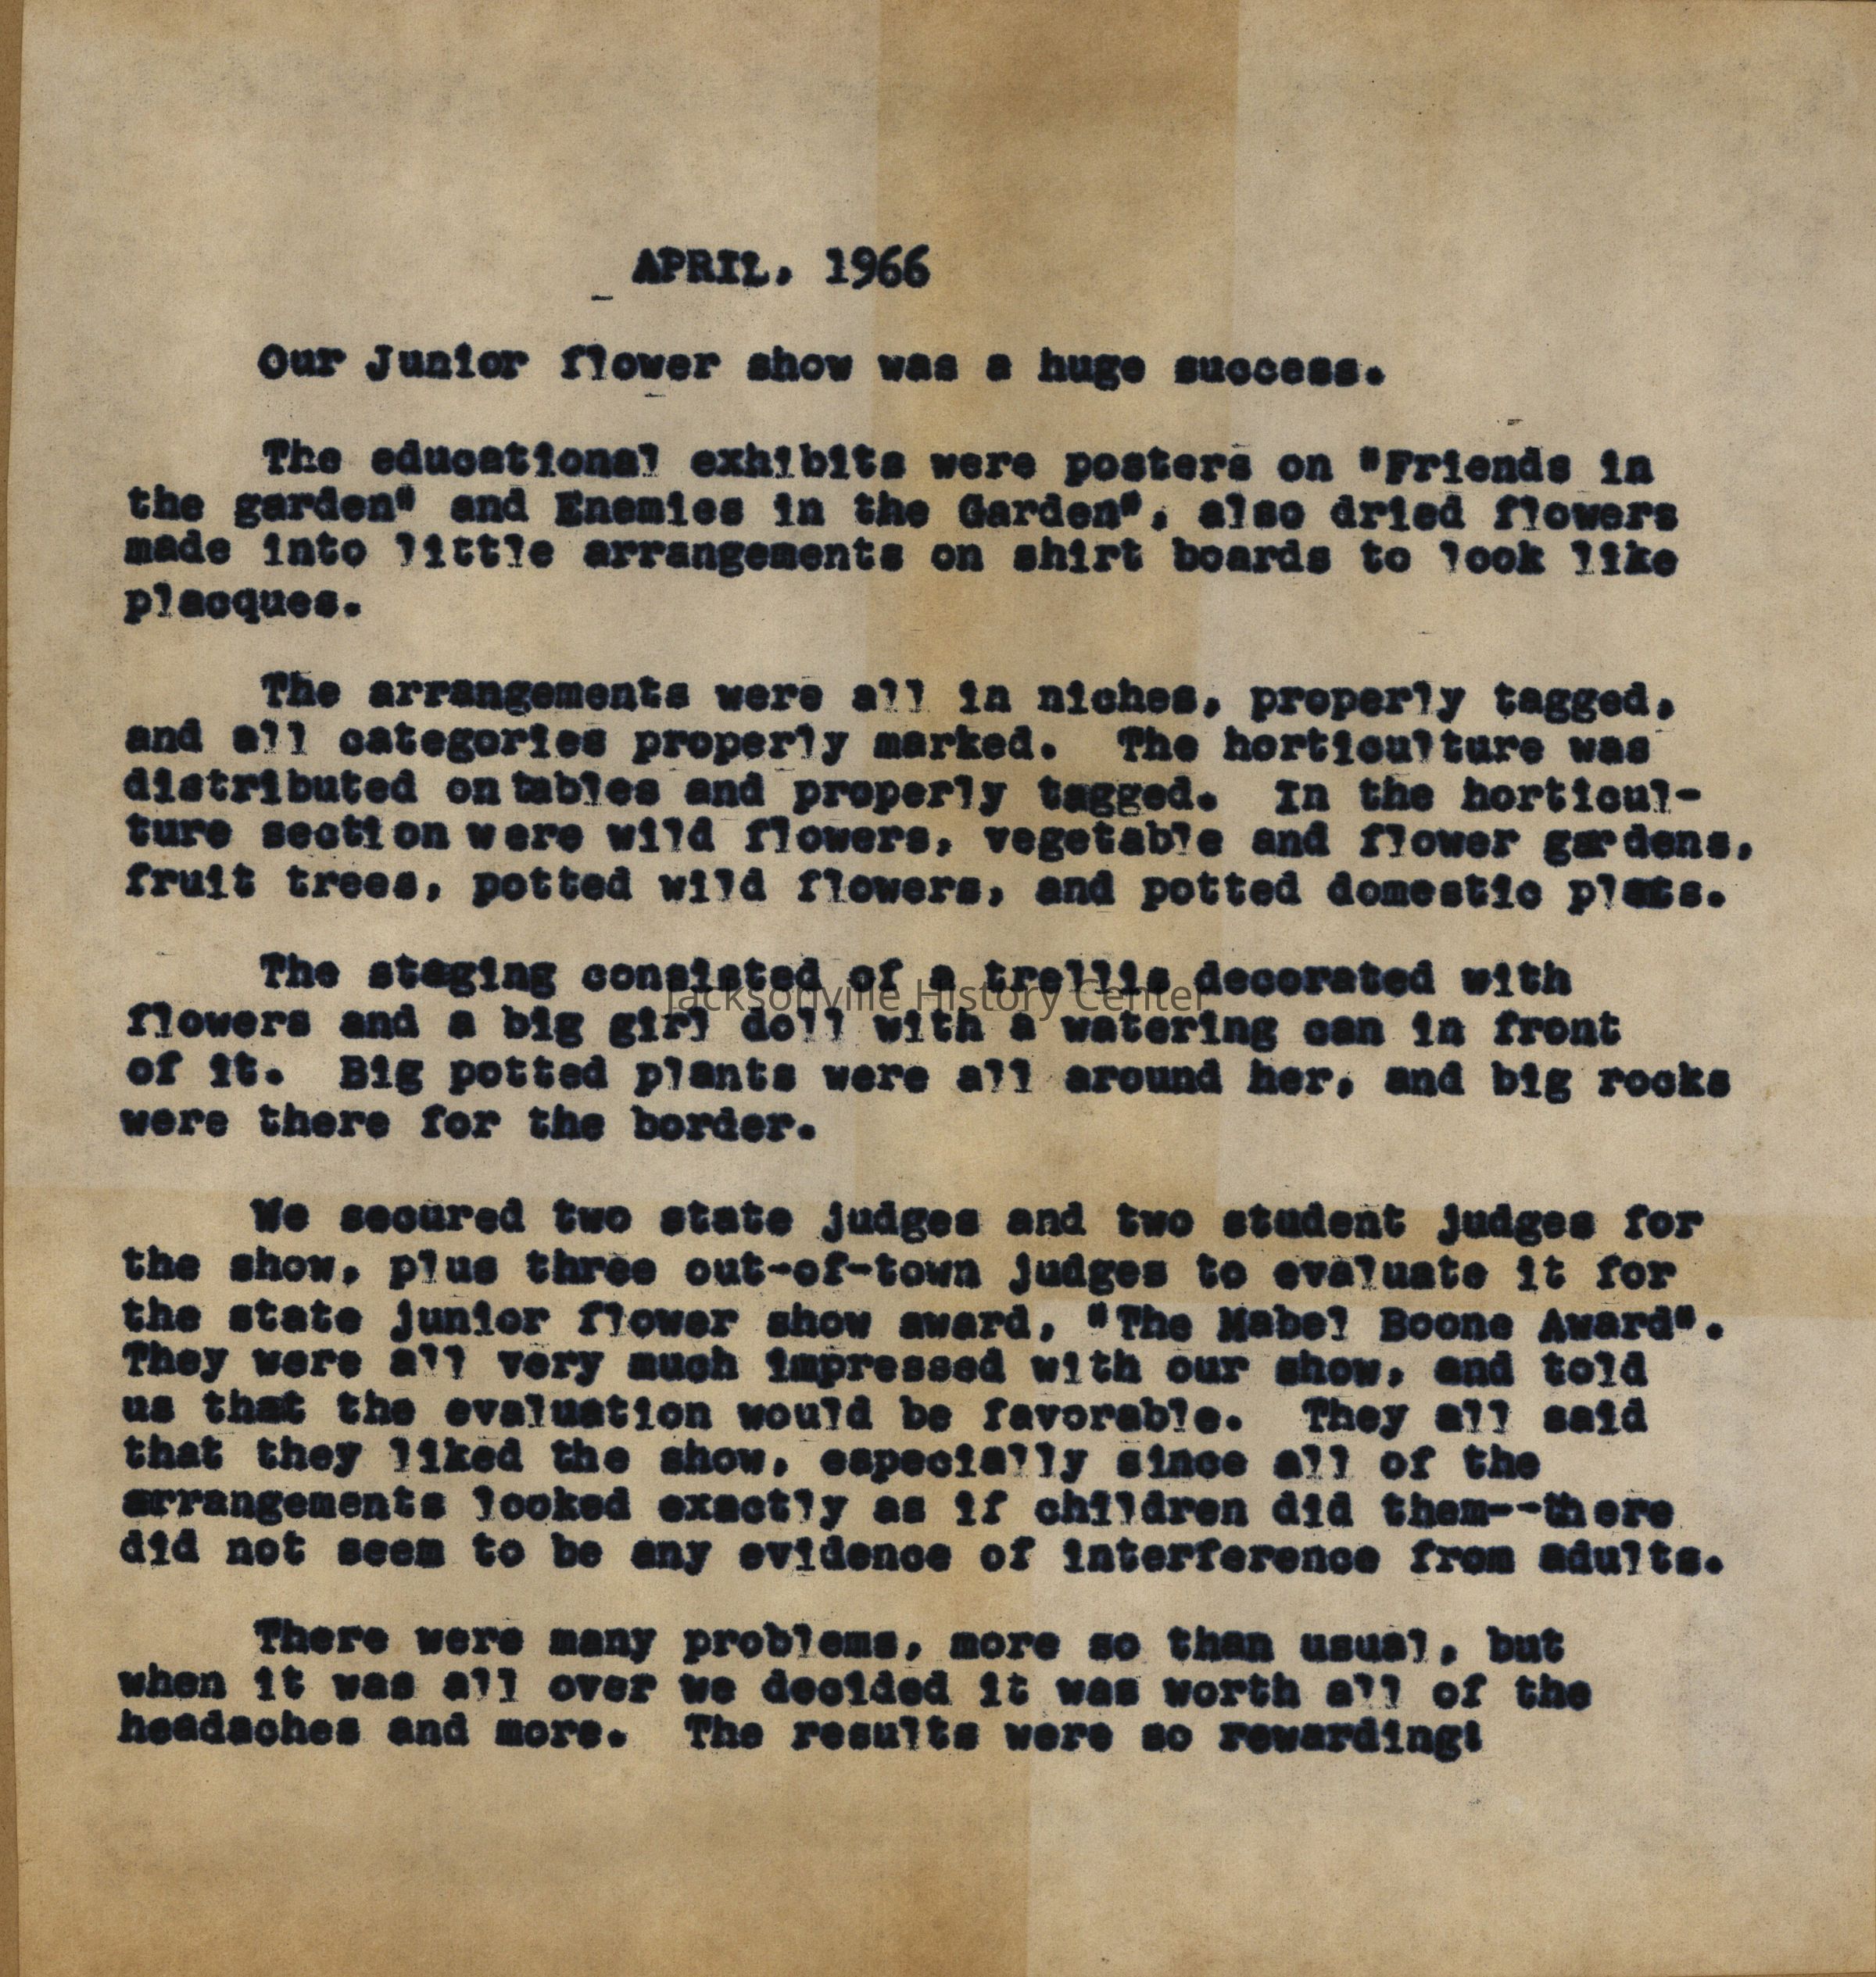 APRIL, 1966
Our Junior flower show was a huge success.
The educational exhibits were posters on "Friends in
the garden" and Enemies in the Garden", also dried flowers
made into little arrangements on shirt boards to look like
placques.
The arrangements were all in niches, properly tagged,
and all categories properly marked. The horticulture was
distributed on tables and properly tagged. In the horticul-
ture section were wild flowers, vegetable and flower gardens,
fruit trees, potted wild flowers, and potted domestic plats.
The staging consisted of a trellis decorated with
Jacksonville History Center
flowers and a big girl doll with a watering can in front
of it. Big potted plants were all around her, and big rocks
were there for the border.
We secured two state judges and two student judges for
the show, plus three out-of-town judges to evaluate it for
the state junior flower show award, "The Mabel Boone Award".
They were all very much impressed with our show, and told
us that the evaluation would be favorable. They all said
that they liked the show, especially since all of the
arrangements looked exactly as if children did them--there
did not seem to be any evidence of interference from adults.
There were many problems, more so than usual, but
when it was all over we decided it was worth all of the
headaches and more. The results were so rewarding!